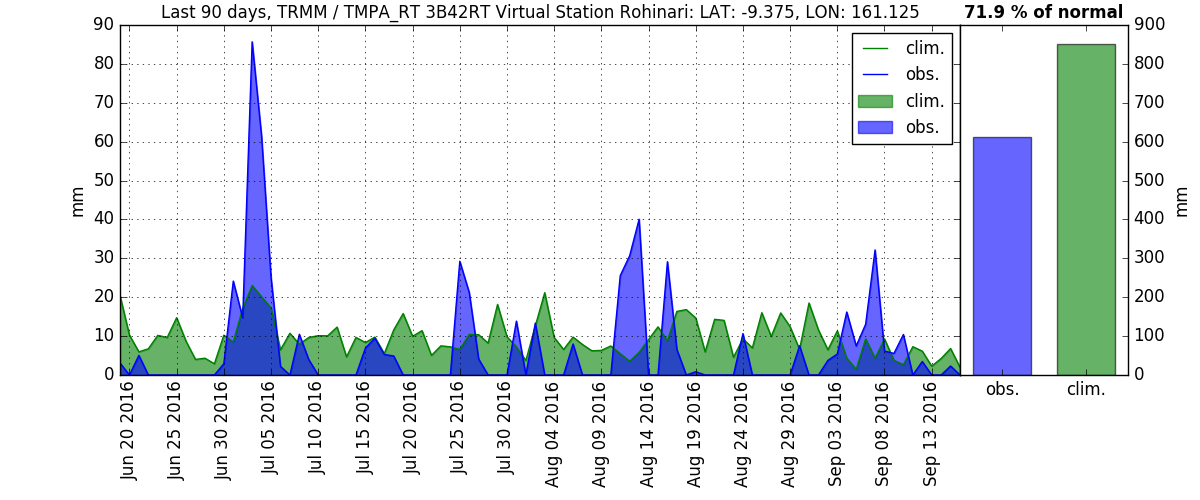 Last 90 days, TRMM / TMPA_RT 3B42RT Virtual Station Rohinari: LAT: -9.375, LON: 161.125
71.9 % of normal
90
80
70
60
50
40
30
20
10
0
mm
clim.
obs.
clim.
obs.
900
800
700
600
500
400
300
200
100
0
mm
Jun 20 2016
Jun 25 2016
Jun 30 2016
Jul 05 2016
Jul 10 2016
Jul 15 2016
Jul 20 2016
Jul 25 2016
Jul 30 2016
Aug 04 2016
Aug 09 2016
Aug 14 2016
Aug 19 2016
Aug 24 2016
Aug 29 2016
Sep 03 2016
Sep 08 2016
Sep 13 2016
obs.
clim.